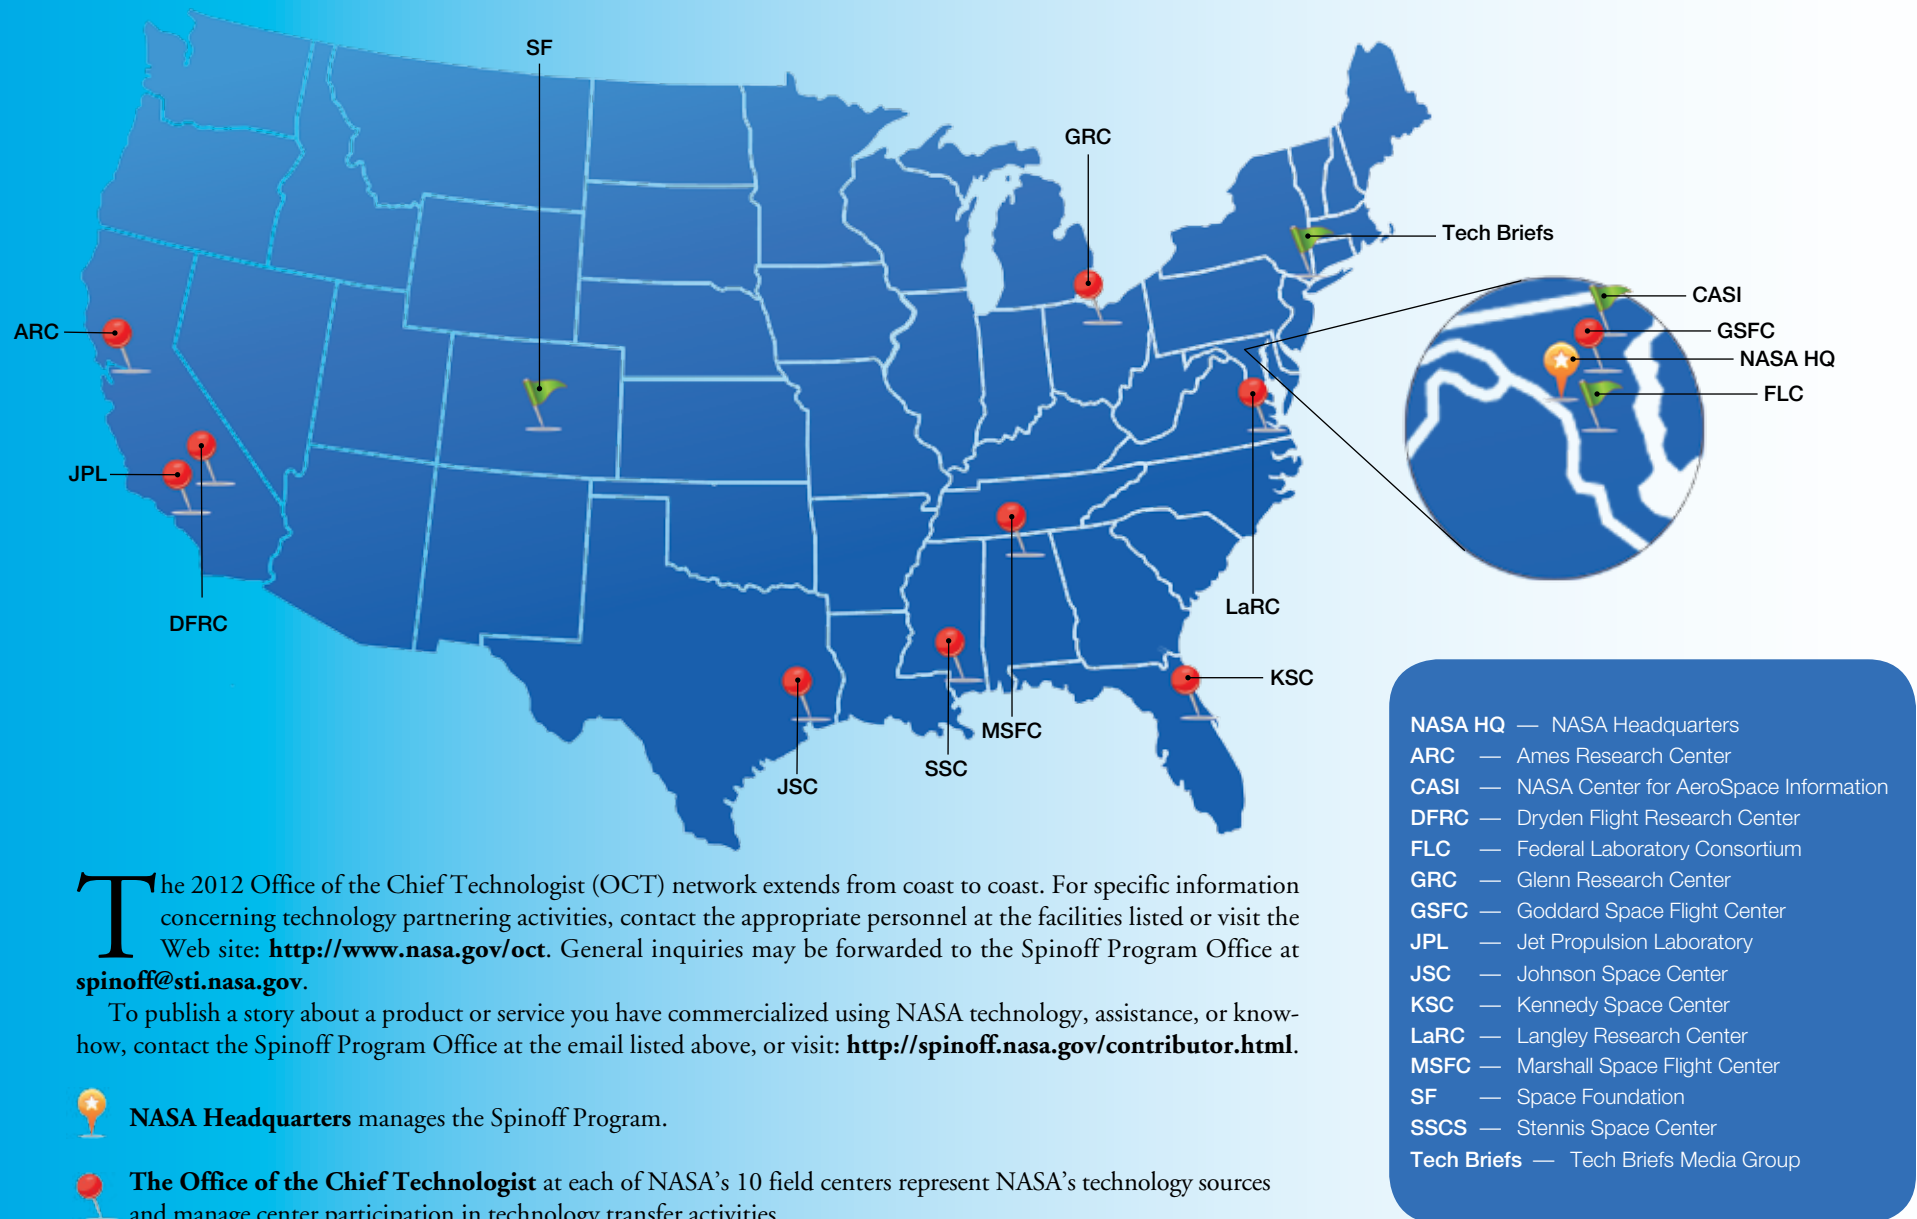 SF
GRC
Tech Briefs
CASI
GSFC
NASA HQ
FLC
ARC
JPL
DFRC
LaRC
KSC
MSFC
SSC
JSC
NASA HQ — NASA Headquarters
ARC — Ames Research Center
CASI — NASA Center for AeroSpace Information
DFRC — Dryden Flight Research Center
FLC — Federal Laboratory Consortium
GRC — Glenn Research Center
GSFC — Goddard Space Flight Center
JPL — Jet Propulsion Laboratory
JSC — Johnson Space Center
KSC — Kennedy Space Center
LaRC — Langley Research Center
MSFC — Marshall Space Flight Center
SF — Space Foundation
SSCS — Stennis Space Center
Tech Briefs — Tech Briefs Media Group
The 2012 Office of the Chief Technologist (OCT) network extends from coast to coast. For specific information
concerning technology partnering activities, contact the appropriate personnel at the facilities listed or visit the
Web site: http://www.nasa.gov/oct. General inquiries may be forwarded to the Spinoff Program Office at
spinoff@sti.nasa.gov.
To publish a story about a product or service you have commercialized using NASA technology, assistance, or know-
how, contact the Spinoff Program Office at the email listed above, or visit: http://spinoff.nasa.gov/contributor.html.
NASA Headquarters manages the Spinoff Program.
The Office of the Chief Technologist at each of NASA's 10 field centers represent NASA's technology sources
and manage center participation in technology transfer activities